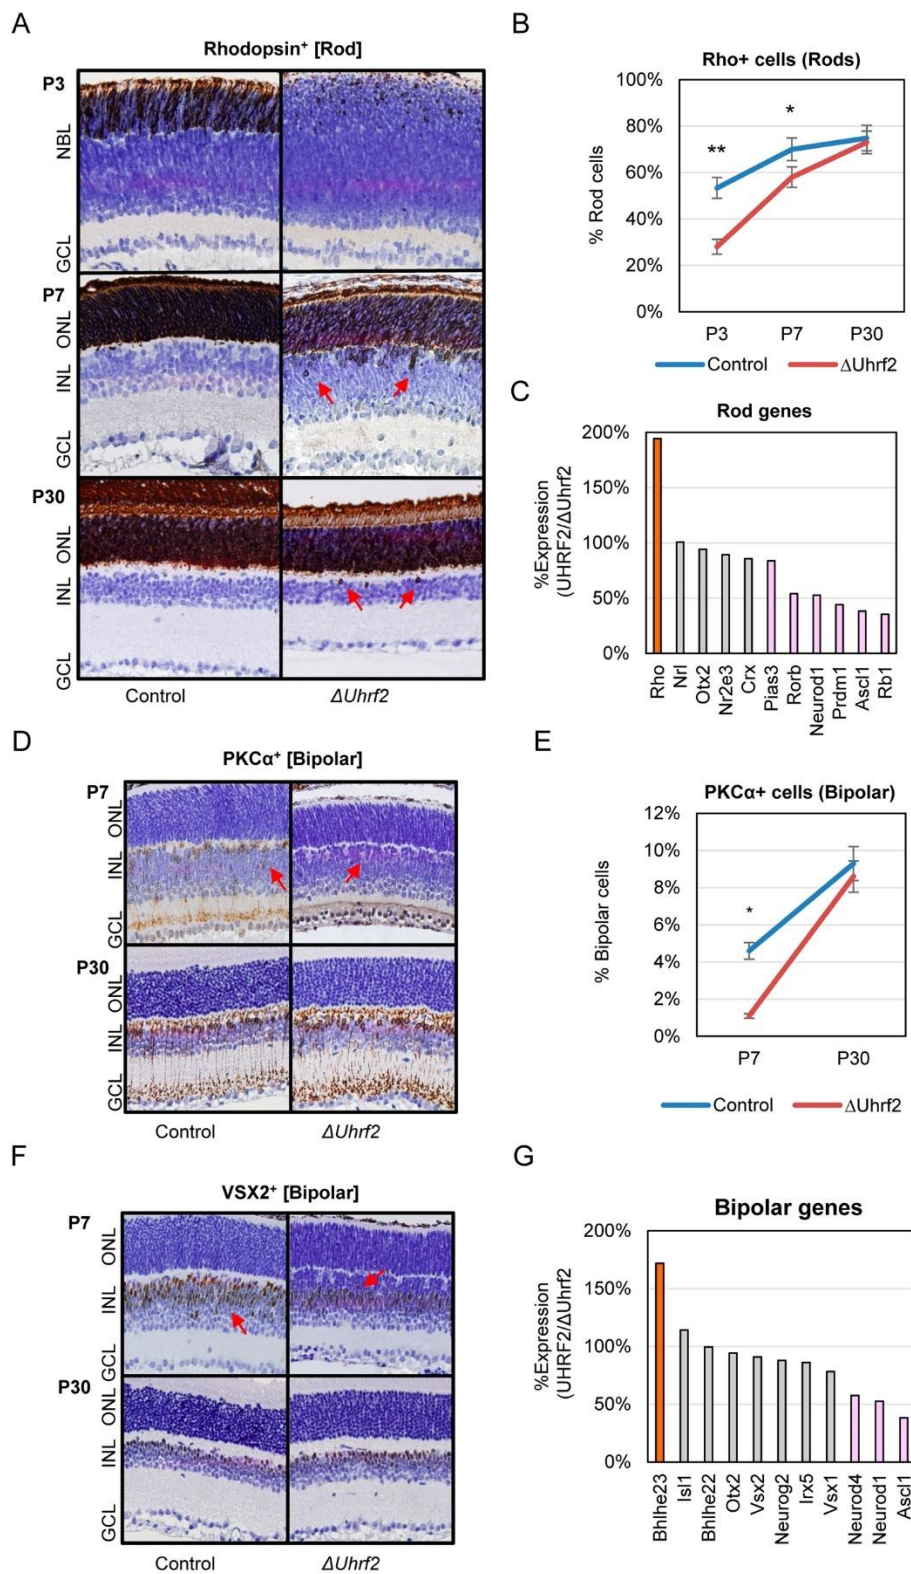 A
Rhodopsin⁺ [Rod]
P3
NBL
GCL
P7
ONL
INL
GCL
P30
ONL
INL
GCL
Control
ΔUhrf2
B
Rho+ cells (Rods)
100%
80%
60%
40%
20%
0%
% Rod cells
**
*
P3
P7
P30
Control
ΔUhrf2
C
Rod genes
200%
150%
100%
50%
0%
%Expression
(UHRF2/ΔUhrf2
Rho
Nrl
Otx2
Nr2e3
Crx
Pias3
Rorb
Neurod1
Prdm1
Ascl1
Rb1
D
PKCα⁺ [Bipolar]
P7
ONL
INL
GCL
P30
ONL
INL
GCL
Control
ΔUhrf2
E
PKCα+ cells (Bipolar)
12%
10%
8%
6%
4%
2%
0%
% Bipolar cells
*
P7
P30
Control
ΔUhrf2
F
VSX2⁺ [Bipolar]
P7
ONL
INL
GCL
P30
ONL
INL
GCL
Control
ΔUhrf2
G
Bipolar genes
200%
150%
100%
50%
0%
%Expression
(UHRF2/ΔUhrf2
Bhlhe23
Isl1
Bhlhe22
Otx2
Vsx2
Neurog2
Irx5
Vsx1
Neurod4
Neurod1
Ascl1